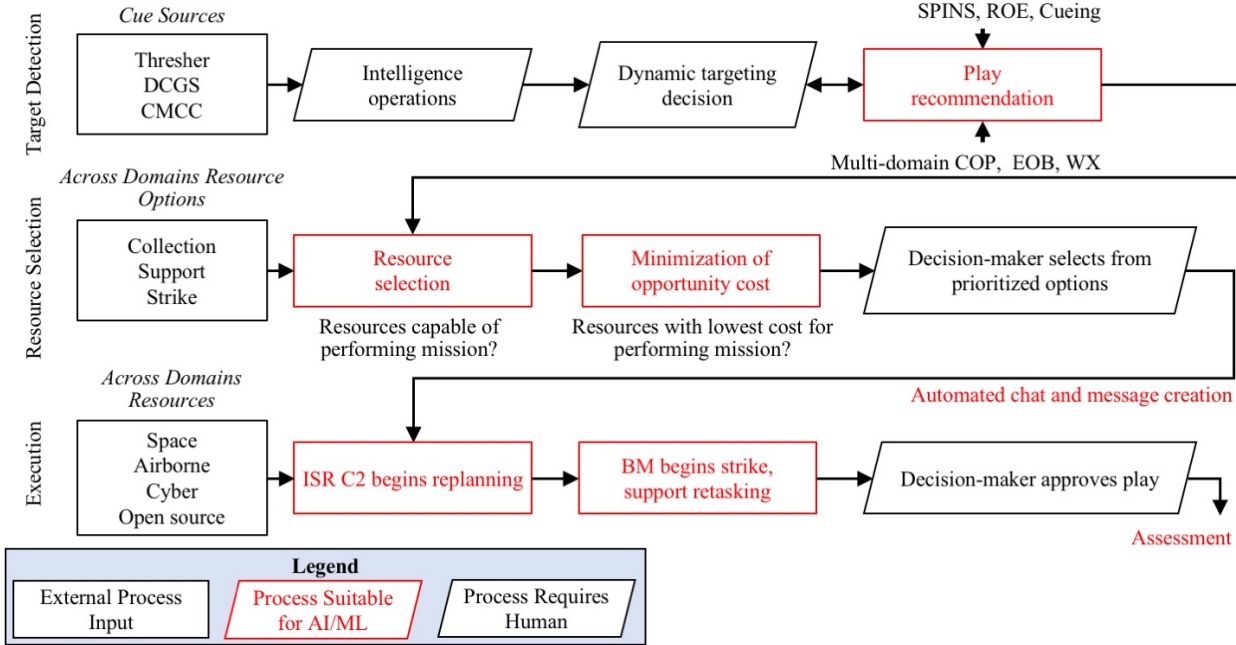 Target Detection
Cue Sources
Thresher
DCGS
CMCC
Intelligence
operations
Dynamic targeting
decision
SPINS, ROE, Cueing
Play
recommendation
Multi-domain COP,  EOB, WX
Resource Selection
Across Domains Resource
Options
Collection
Support
Strike
Resource
selection
Resources capable of
performing mission?
Minimization of
opportunity cost
Resources with lowest cost for
performing mission?
Decision-maker selects from
prioritized options
Automated chat and message creation
Execution
Across Domains
Resources
Space
Airborne
Cyber
Open source
ISR C2 begins replanning
BM begins strike,
support retasking
Decision-maker approves play
Assessment
Legend
External Process
Input
Process Suitable
for AI/ML
Process Requires
Human